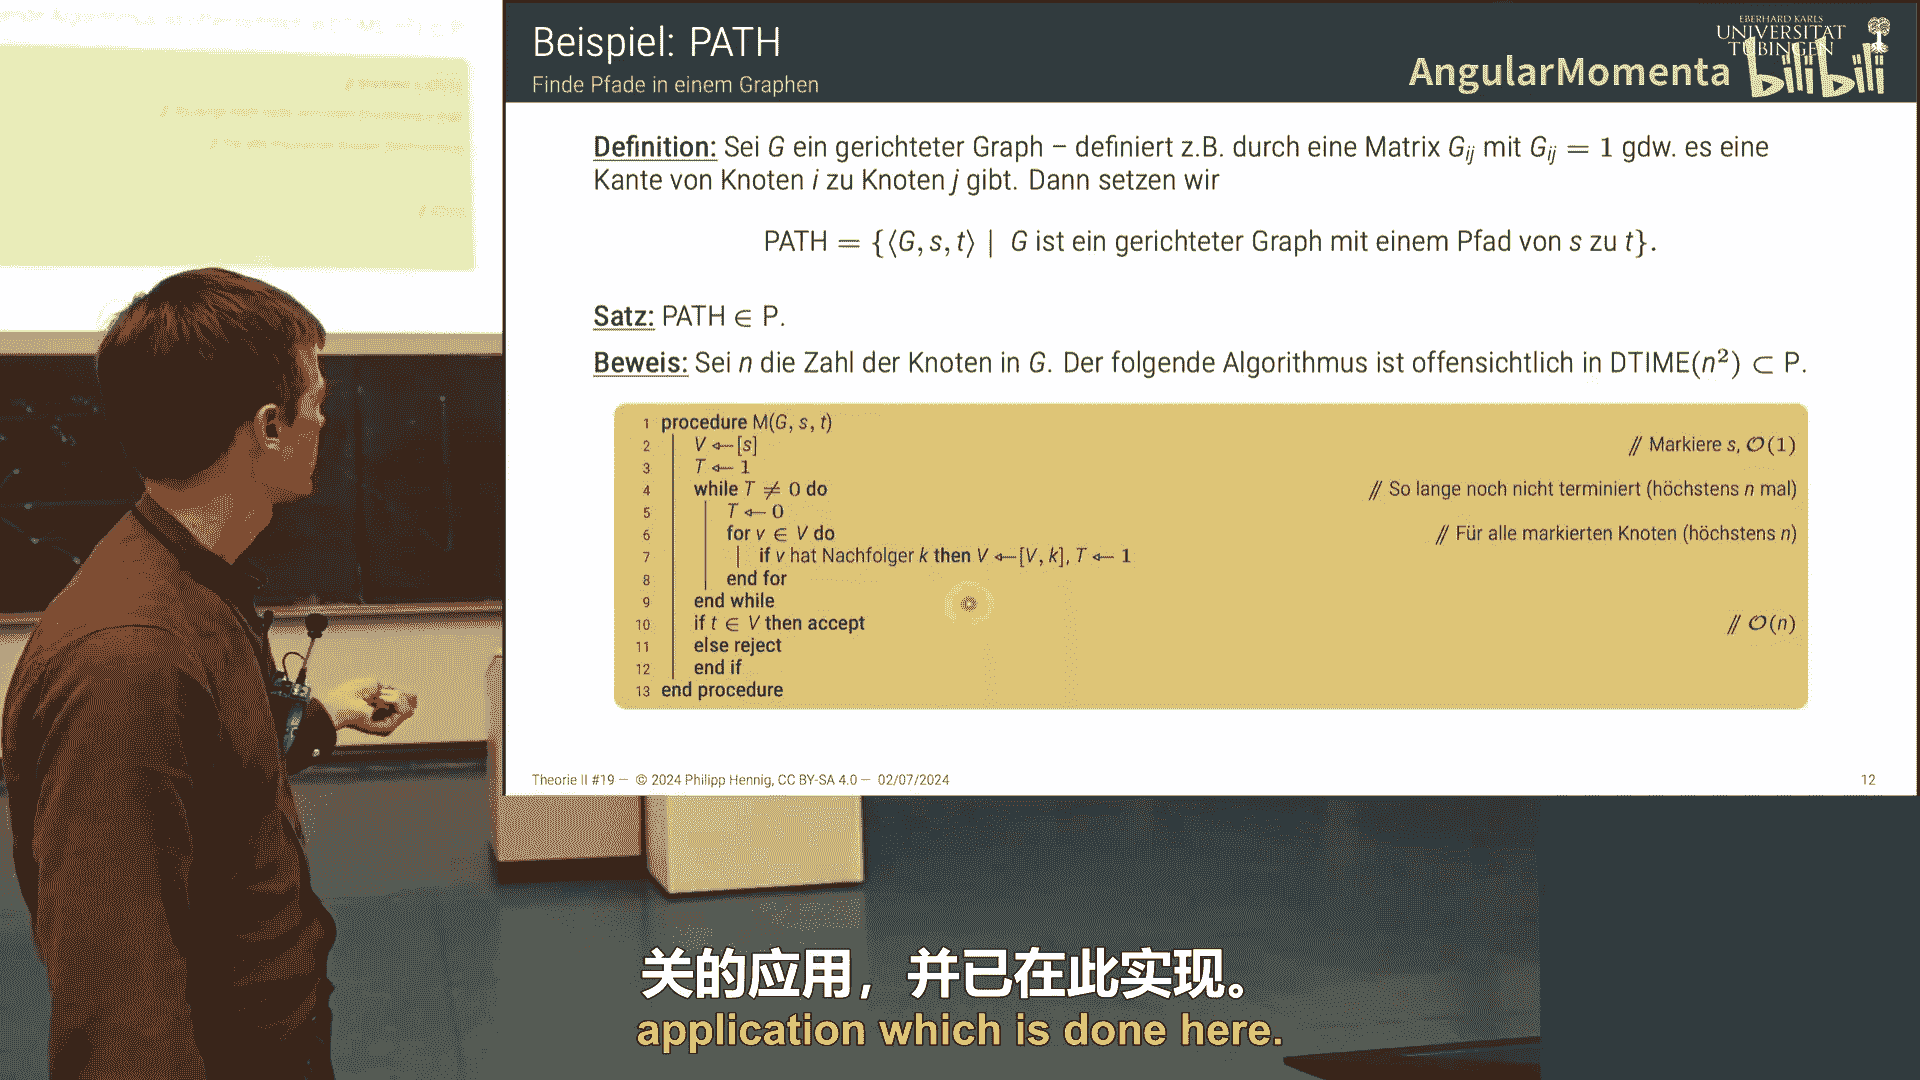 Beispiel: PATH
Finde Pfade in einem Graphen
EBERHARD KARLS
UNIVERSITÄT
TÜBINGEN
AngularMomenta bilibili
Definition: Sei G ein gerichteter Graph – definiert z.B. durch eine Matrix G_ij mit G_ij = 1 gdw. es eine
Kante von Knoten i zu Knoten j gibt. Dann setzen wir
PATH = {⟨G, s, t⟩ | G ist ein gerichteter Graph mit einem Pfad von s zu t}.
Satz: PATH ∈ P.
Beweis: Sei n die Zahl der Knoten in G. Der folgende Algorithmus ist offensichtlich in DTIME(n²) ⊂ P.
1 procedure M(G, s, t)
2 V ← [s] // Markiere s, O(1)
3 T ← 1
4 while T ≠ 0 do // So lange noch nicht terminiert (höchstens n mal)
5 T ← 0
6 for v ∈ V do // Für alle markierten Knoten (höchstens n)
7 if v hat Nachfolger k then V ← [V, k], T ← 1
8 end for
9 end while
10 if t ∈ V then accept // O(n)
11 else reject
12 end if
13 end procedure
Theorie II #19 — © 2024 Philipp Hennig, CC BY-SA 4.0 — 02/07/2024 12
关的应用，并已在此实现。
application which is done here.